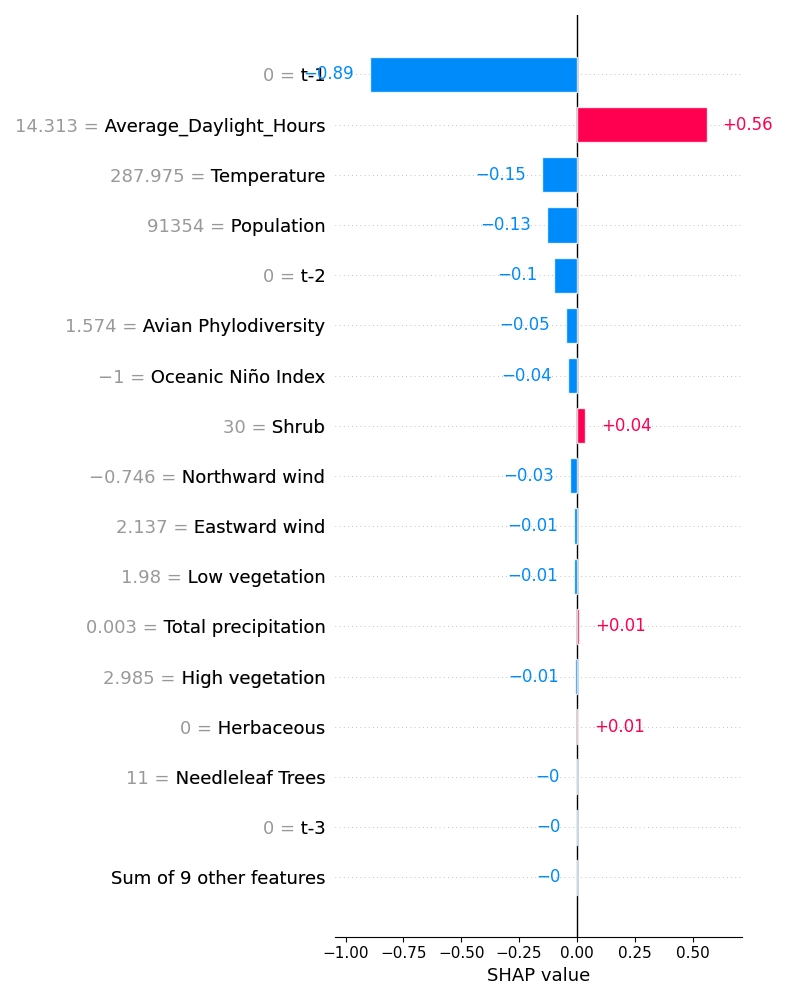 0 = t-1 −0.89
14.313 = Average_Daylight_Hours +0.56
287.975 = Temperature −0.15
91354 = Population −0.13
0 = t-2 −0.1
1.574 = Avian Phylodiversity −0.05
−1 = Oceanic Niño Index −0.04
30 = Shrub +0.04
−0.746 = Northward wind −0.03
2.137 = Eastward wind −0.01
1.98 = Low vegetation −0.01
0.003 = Total precipitation +0.01
2.985 = High vegetation −0.01
0 = Herbaceous +0.01
11 = Needleleaf Trees −0
0 = t-3 −0
Sum of 9 other features −0
−1.00 −0.75 −0.50 −0.25 0.00 0.25 0.50
SHAP value